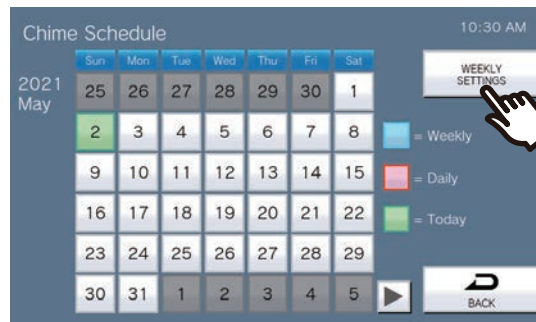 Chime Schedule 10:30 AM
2021
May
Sun Mon Tue Wed Thu Fri Sat
25 26 27 28 29 30 1
2 3 4 5 6 7 8
9 10 11 12 13 14 15
16 17 18 19 20 21 22
23 24 25 26 27 28 29
30 31 1 2 3 4 5
WEEKLY
SETTINGS
= Weekly
= Daily
= Today
BACK